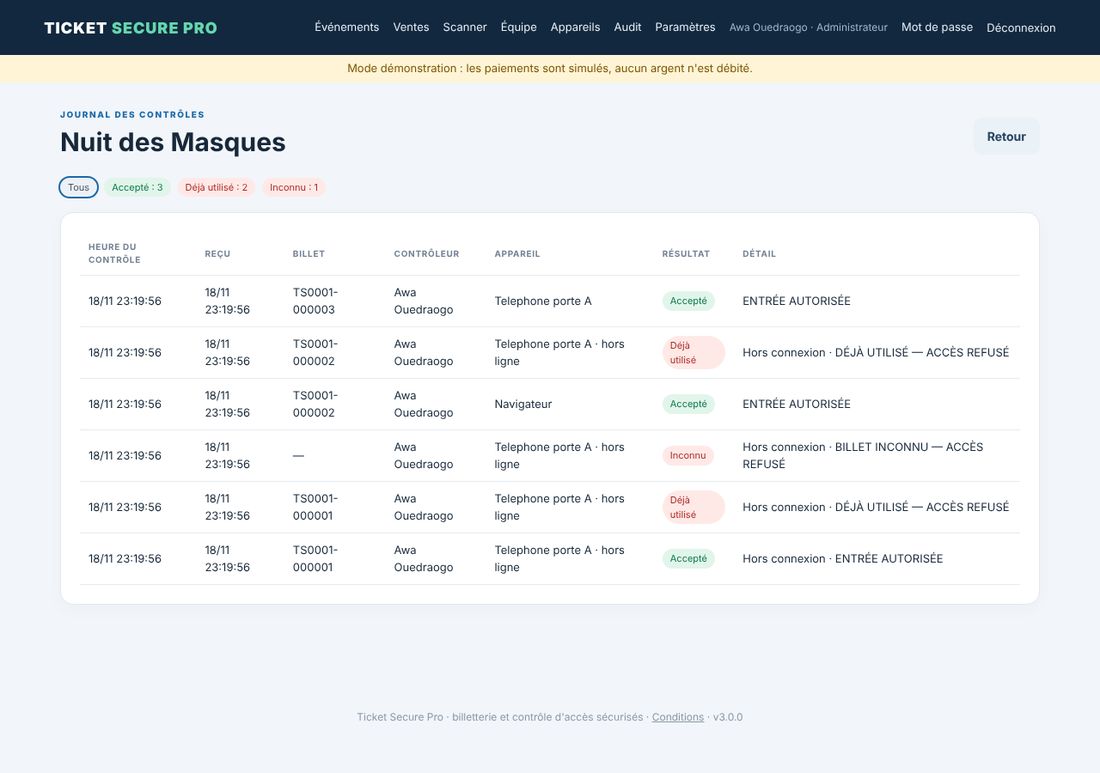 TICKET SECURE PRO
Événements Ventes Scanner Équipe Appareils Audit Paramètres Awa Ouedraogo · Administrateur Mot de passe Déconnexion
Mode démonstration : les paiements sont simulés, aucun argent n'est débité.
JOURNAL DES CONTRÔLES
Nuit des Masques
Retour
Tous Accepté : 3 Déjà utilisé : 2 Inconnu : 1
HEURE DU CONTRÔLE REÇU BILLET CONTRÔLEUR APPAREIL RÉSULTAT DÉTAIL
18/11 23:19:56 18/11 23:19:56 TS0001-000003 Awa Ouedraogo Telephone porte A Accepté ENTRÉE AUTORISÉE
18/11 23:19:56 18/11 23:19:56 TS0001-000002 Awa Ouedraogo Telephone porte A · hors ligne Déjà utilisé Hors connexion · DÉJÀ UTILISÉ — ACCÈS REFUSÉ
18/11 23:19:56 18/11 23:19:56 TS0001-000002 Awa Ouedraogo Navigateur Accepté ENTRÉE AUTORISÉE
18/11 23:19:56 18/11 23:19:56 — Awa Ouedraogo Telephone porte A · hors ligne Inconnu Hors connexion · BILLET INCONNU — ACCÈS REFUSÉ
18/11 23:19:56 18/11 23:19:56 TS0001-000001 Awa Ouedraogo Telephone porte A · hors ligne Déjà utilisé Hors connexion · DÉJÀ UTILISÉ — ACCÈS REFUSÉ
18/11 23:19:56 18/11 23:19:56 TS0001-000001 Awa Ouedraogo Telephone porte A · hors ligne Accepté Hors connexion · ENTRÉE AUTORISÉE
Ticket Secure Pro · billetterie et contrôle d'accès sécurisés · Conditions · v3.0.0